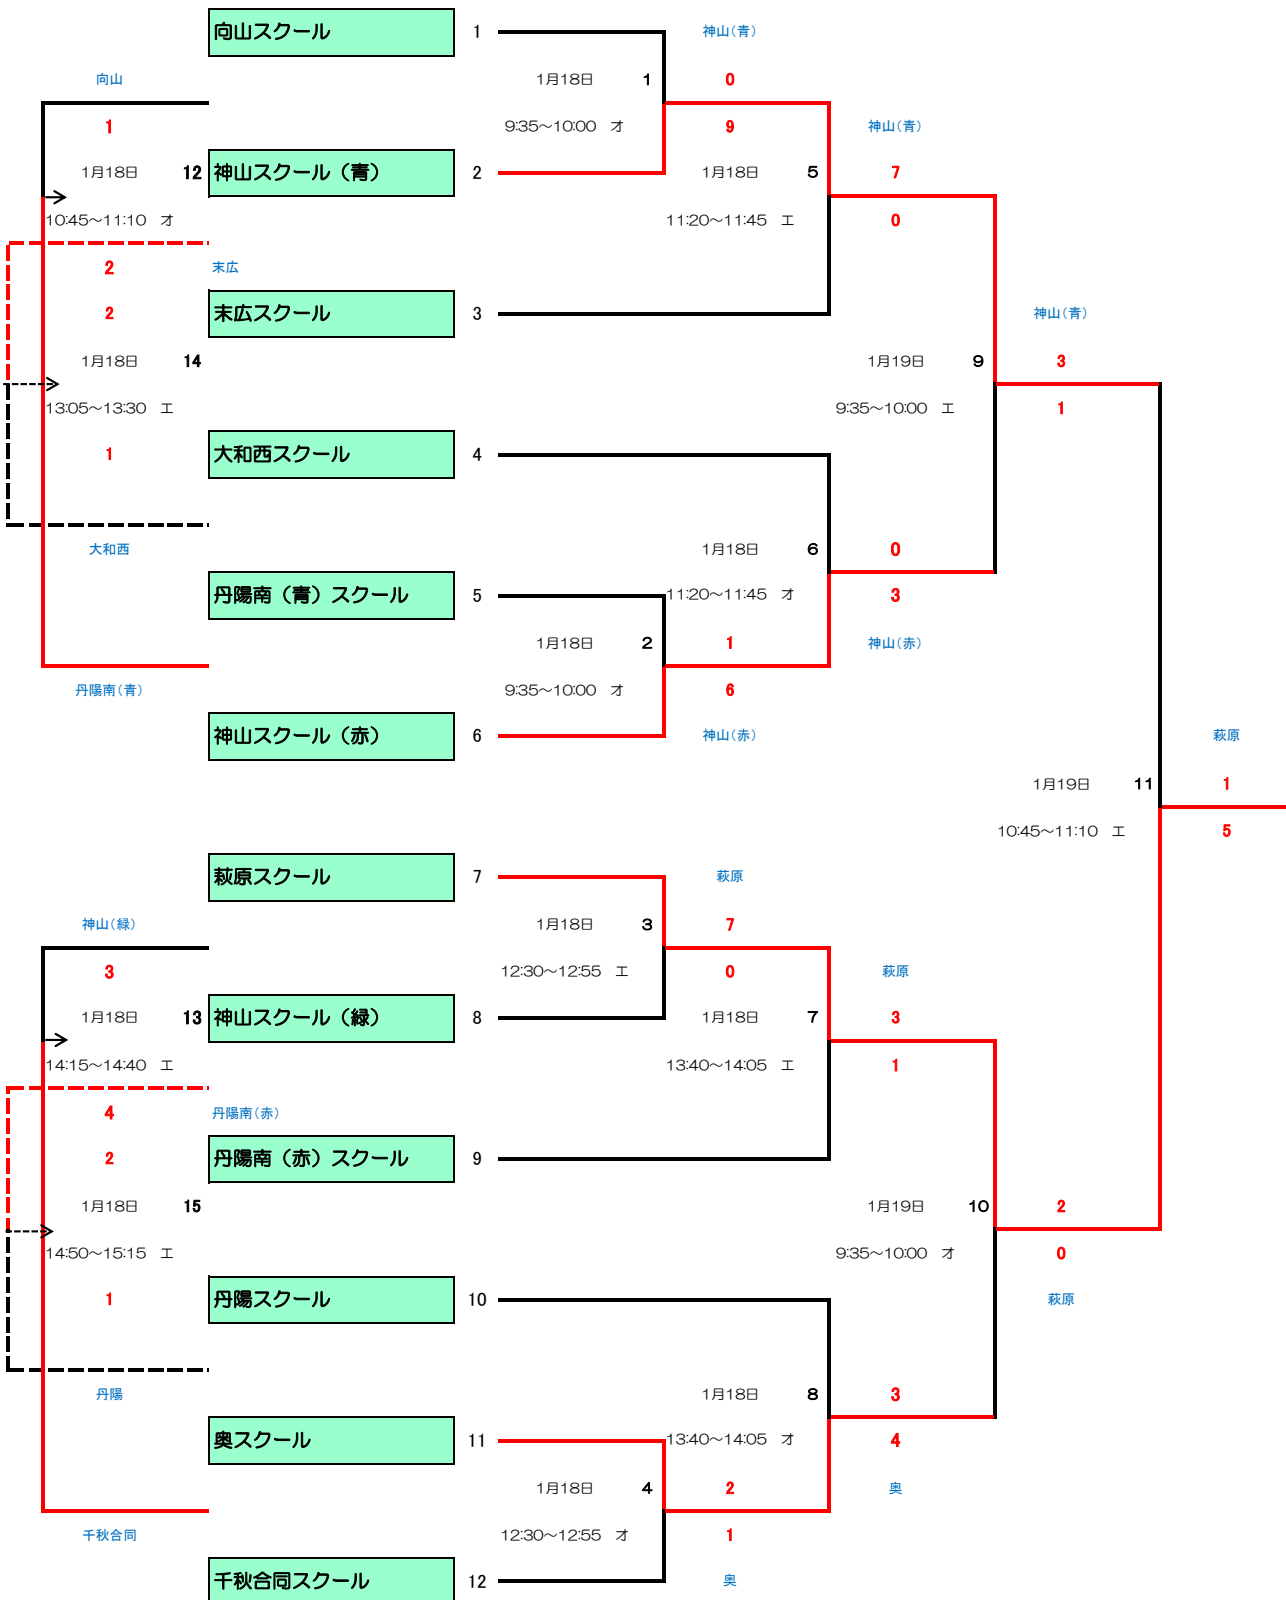 向山スクール 1 神山(青)
向山 1月18日 1 0
1 9:35～10:00 オ 9 神山(青)
1月18日 12 神山スクール（青） 2 1月18日 5 7
10:45～11:10 オ 11:20～11:45 エ 0
2 末広
2 末広スクール 3 神山(青)
1月18日 14 1月19日 9 3
13:05～13:30 エ 9:35～10:00 エ 1
1 大和西スクール 4
大和西 1月18日 6 0
丹陽南（青）スクール 5 11:20～11:45 オ 3
1月18日 2 1 神山(赤)
丹陽南(青) 9:35～10:00 オ 6
神山スクール（赤） 6 神山(赤) 萩原
1月19日 11 1
10:45～11:10 エ 5
萩原スクール 7 萩原
神山(緑) 1月18日 3 7
3 12:30～12:55 エ 0 萩原
1月18日 13 神山スクール（緑） 8 1月18日 7 3
14:15～14:40 エ 13:40～14:05 エ 1
4 丹陽南(赤)
2 丹陽南（赤）スクール 9
1月18日 15 1月19日 10 2
14:50～15:15 エ 9:35～10:00 オ 0
1 丹陽スクール 10 萩原
丹陽 1月18日 8 3
奥スクール 11 13:40～14:05 オ 4
1月18日 4 2 奥
千秋合同 12:30～12:55 オ 1
千秋合同スクール 12 奥